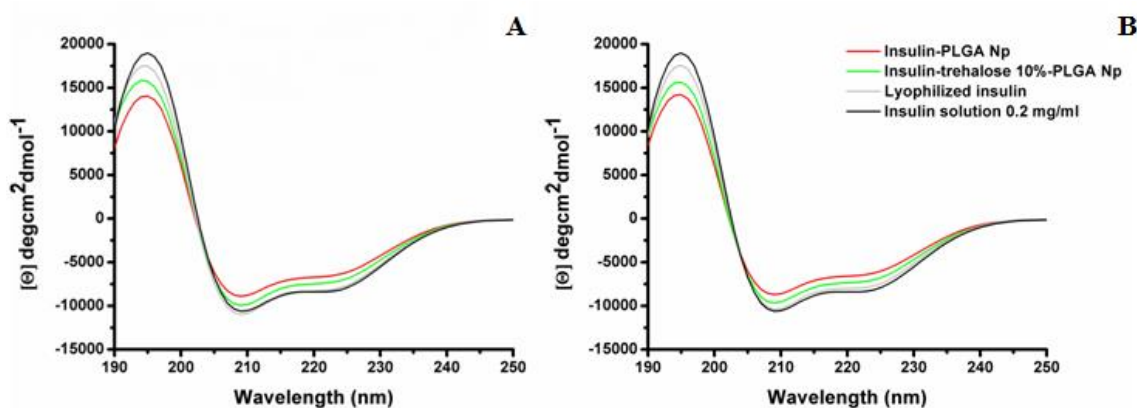 A
[Θ] degcm²dmol⁻¹
20000
15000
10000
5000
0
-5000
-10000
-15000
190 200 210 220 230 240 250
Wavelength (nm)
B
Insulin-PLGA Np
Insulin-trehalose 10%-PLGA Np
Lyophilized insulin
Insulin solution 0.2 mg/ml
[Θ] degcm²dmol⁻¹
20000
15000
10000
5000
0
-5000
-10000
-15000
190 200 210 220 230 240 250
Wavelength (nm)